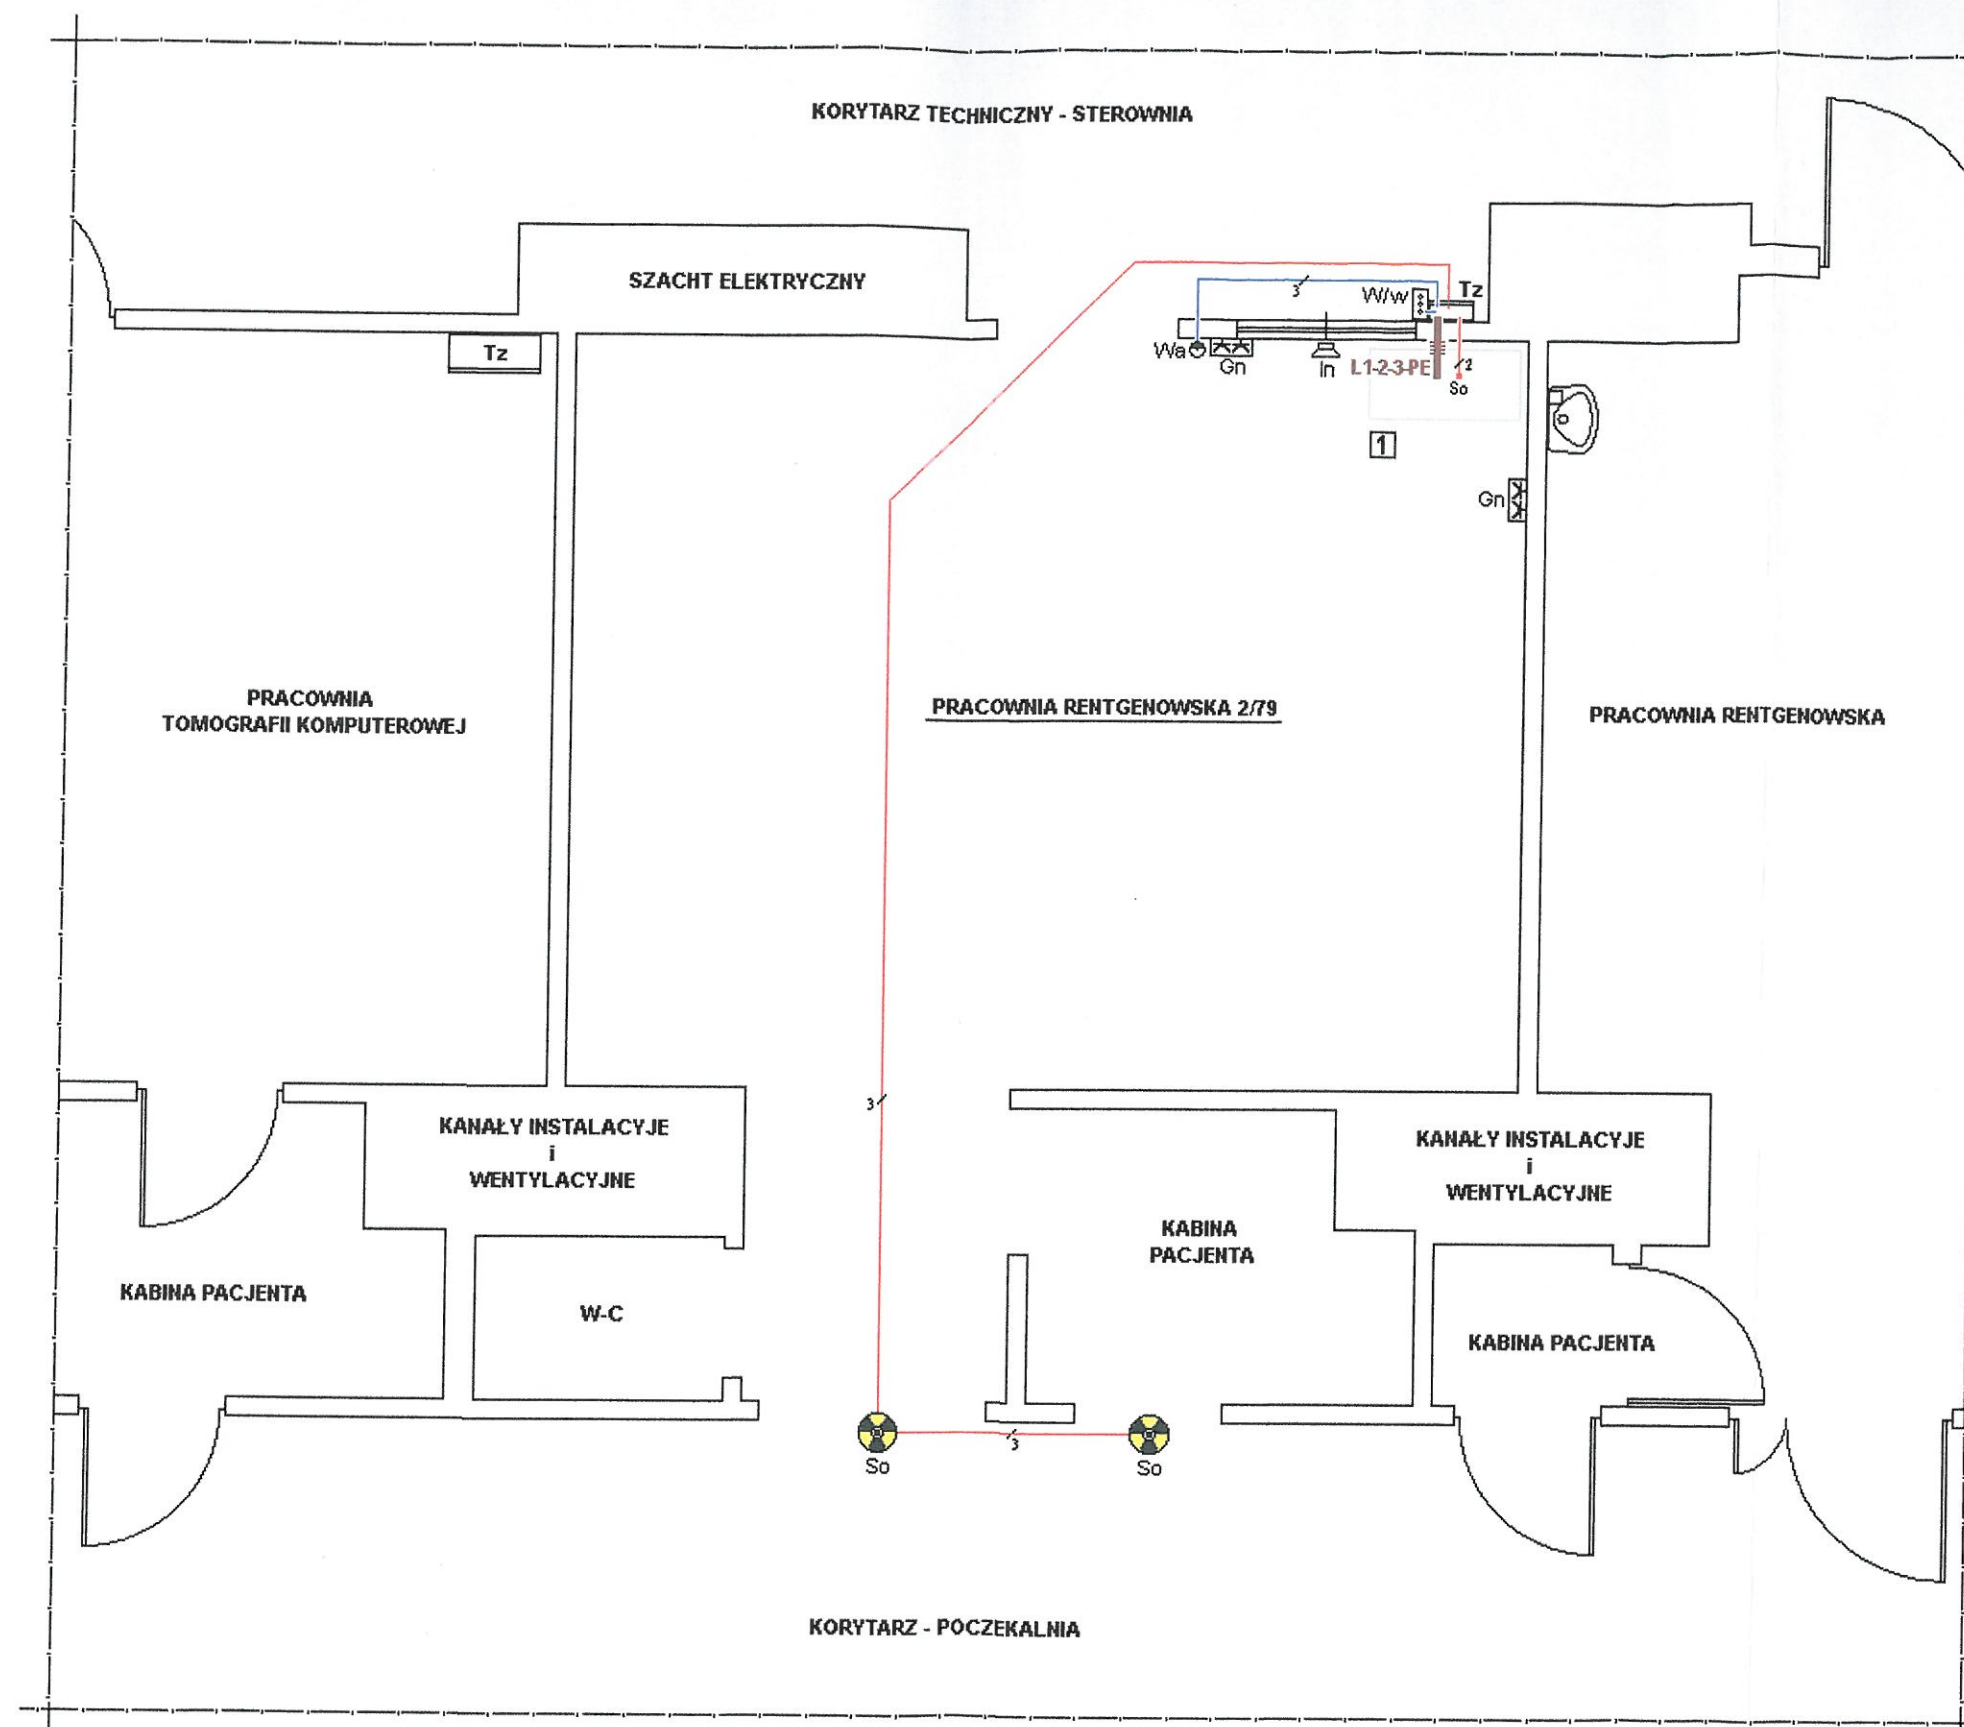 KORYTARZ TECHNICZNY - STEROWNIA
SZACHT ELEKTRYCZNY
3
W/w
Tz
Tz
Wa
Gn
In
L1-2-3-PE
2
So
1
Gn
PRACOWNIA
TOMOGRAFII KOMPUTEROWEJ
PRACOWNIA RENTGENOWSKA 2/79
PRACOWNIA RENTGENOWSKA
3
KANAŁY INSTALACYJE
i
WENTYLACYJNE
KANAŁY INSTALACYJE
i
WENTYLACYJNE
KABINA
PACJENTA
KABINA PACJENTA
W-C
KABINA PACJENTA
3
So
So
KORYTARZ - POCZEKALNIA